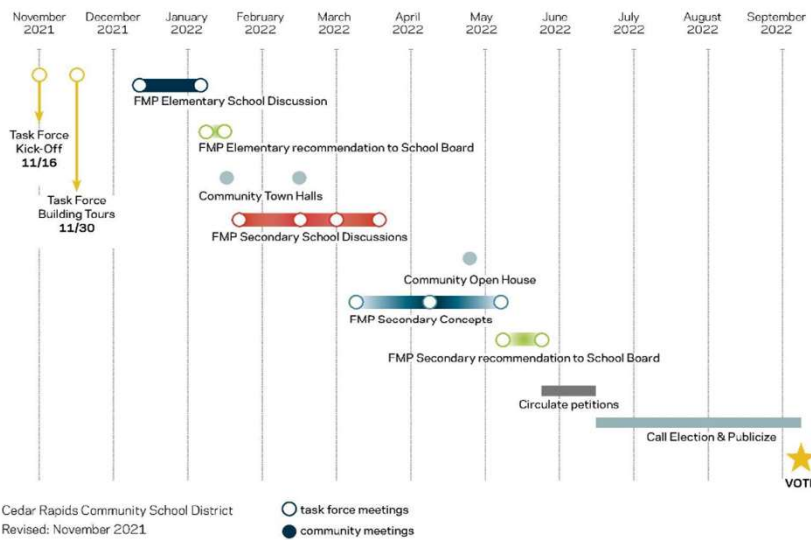 November December January February March April May June July August September
2021 2021 2022 2022 2022 2022 2022 2022 2022 2022 2022
FMP Elementary School Discussion
Task Force
Kick-Off
11/16
FMP Elementary recommendation to School Board
Task Force
Building Tours
11/30
Community Town Halls
FMP Secondary School Discussions
Community Open House
FMP Secondary Concepts
FMP Secondary recommendation to School Board
Circulate petitions
Call Election & Publicize
VOTE
Cedar Rapids Community School District
Revised: November 2021
task force meetings
community meetings